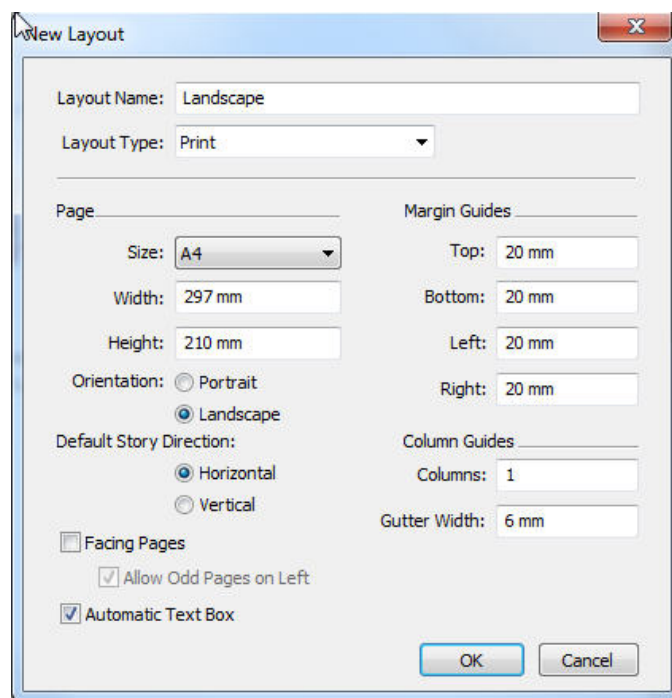 New Layout
Layout Name: Landscape
Layout Type: Print
Page
Size: A4
Width: 297 mm
Height: 210 mm
Orientation: Portrait
Landscape
Default Story Direction:
Horizontal
Vertical
Facing Pages
Allow Odd Pages on Left
Automatic Text Box
Margin Guides
Top: 20 mm
Bottom: 20 mm
Left: 20 mm
Right: 20 mm
Column Guides
Columns: 1
Gutter Width: 6 mm
OK
Cancel